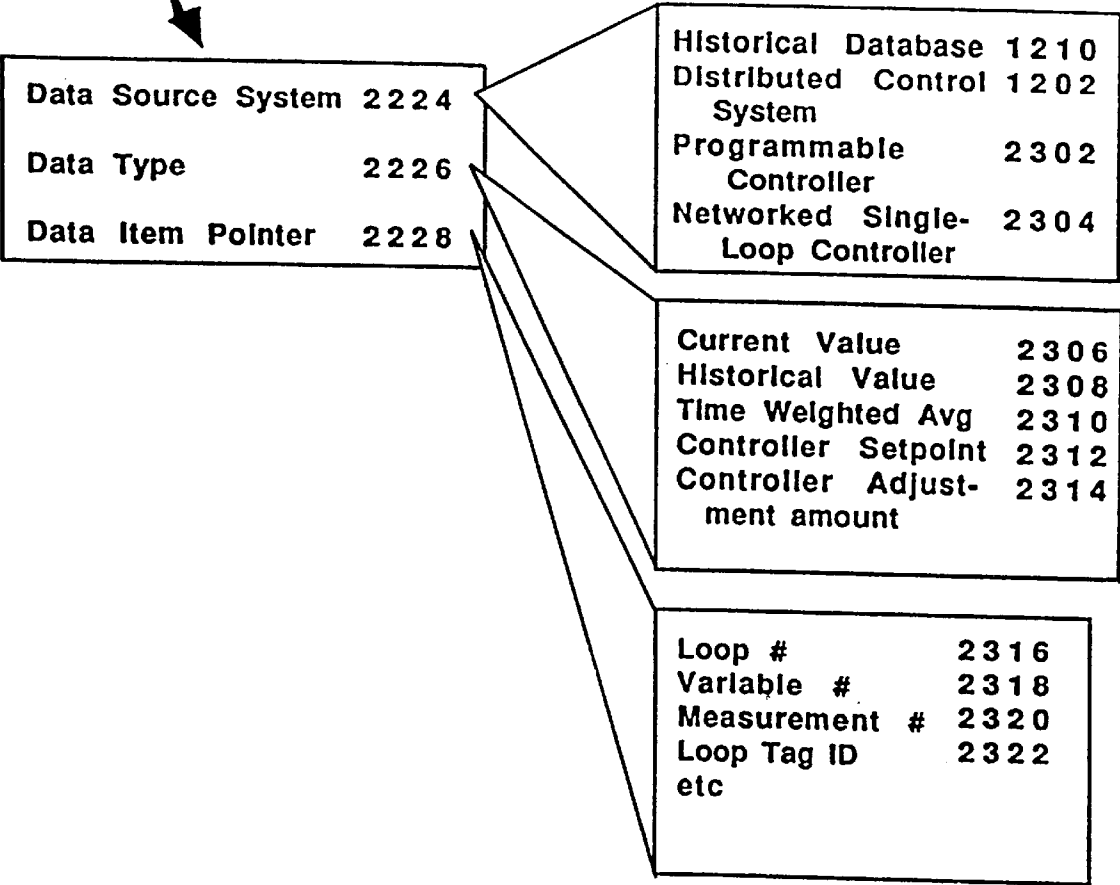 Data Source System 2224
Data Type 2226
Data Item Pointer 2228
Historical Database 1210
Distributed Control 1202
System
Programmable 2302
Controller
Networked Single- 2304
Loop Controller
Current Value 2306
Historical Value 2308
Time Weighted Avg 2310
Controller Setpoint 2312
Controller Adjust- 2314
ment amount
Loop # 2316
Variable # 2318
Measurement # 2320
Loop Tag ID 2322
etc